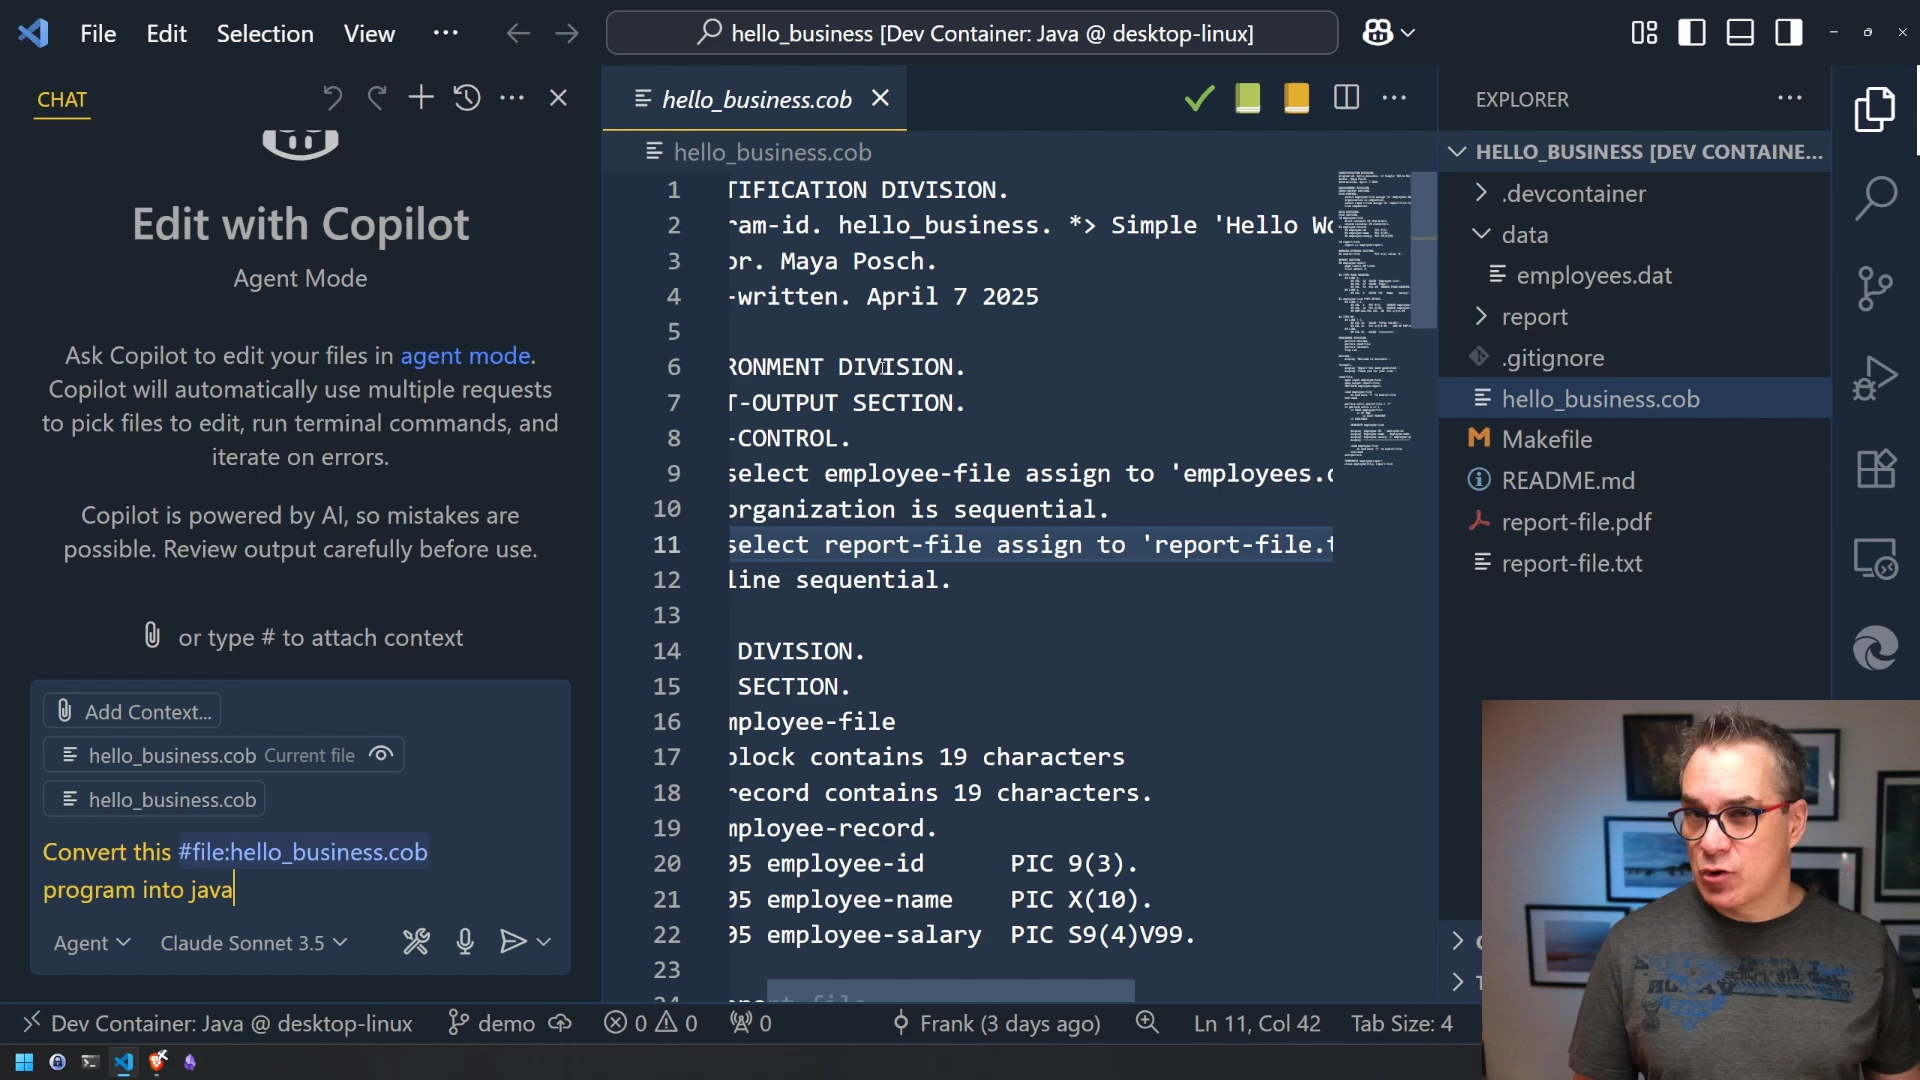 File Edit Selection View ...
hello_business [Dev Container: Java @ desktop-linux]
CHAT
Edit with Copilot
Agent Mode
Ask Copilot to edit your files in agent mode.
Copilot will automatically use multiple requests
to pick files to edit, run terminal commands, and
iterate on errors.
Copilot is powered by AI, so mistakes are
possible. Review output carefully before use.
or type # to attach context
Add Context...
hello_business.cob Current file
hello_business.cob
Convert this #file:hello_business.cob
program into java
Agent Claude Sonnet 3.5
hello_business.cob
hello_business.cob
1 TIFICATION DIVISION.
2 ram-id. hello_business. *> Simple 'Hello Wo
3 or. Maya Posch.
4 -written. April 7 2025
5
6 RONMENT DIVISION.
7 T-OUTPUT SECTION.
8 -CONTROL.
9 select employee-file assign to 'employees.d
10 organization is sequential.
11 select report-file assign to 'report-file.t
12 line sequential.
13
14 DIVISION.
15 SECTION.
16 mployee-file
17 block contains 19 characters
18 record contains 19 characters.
19 mployee-record.
20 05 employee-id PIC 9(3).
21 05 employee-name PIC X(10).
22 05 employee-salary PIC S9(4)V99.
23
EXPLORER
HELLO_BUSINESS [DEV CONTAINE...
.devcontainer
data
employees.dat
report
.gitignore
hello_business.cob
Makefile
README.md
report-file.pdf
report-file.txt
Dev Container: Java @ desktop-linux demo 0 0 0 Frank (3 days ago) Ln 11, Col 42 Tab Size: 4